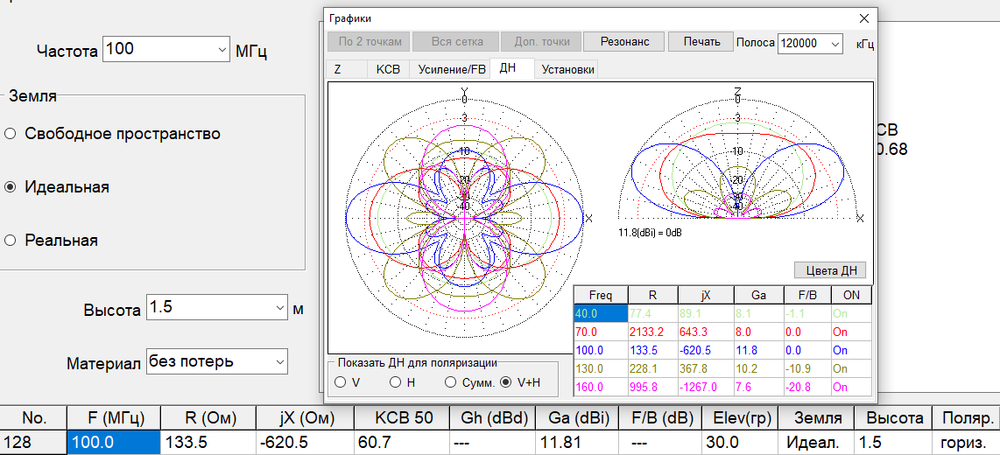 Графики
Частота 100 МГц
По 2 точкам Вся сетка Доп. точки Резонанс Печать Полоса 120000 кГц
Z КСВ Усиление/FB ДН Установки
Земля
Свободное пространство
Идеальная
Реальная
Y
0
-3
-10
-20
-30
-40
X
Z
0
-3
-10
-20
-30
-40
X
11.8(dBi) = 0dB
СВ
0.68
Цвета ДН
Высота 1.5 м
Материал без потерь
Freq R jX Ga F/B ON
40.0 77.4 89.1 8.1 -1.1 On
70.0 2133.2 643.3 8.0 0.0 On
100.0 133.5 -620.5 11.8 0.0 On
130.0 228.1 367.8 10.2 -10.9 On
160.0 995.8 -1267.0 7.6 -20.8 On
Показать ДН для поляризации
V H Сумм. V+H
No. F (МГц) R (Ом) jX (Ом) КСВ 50 Gh (dBd) Ga (dBi) F/B (dB) Elev(гр) Земля Высота Поляр.
128 100.0 133.5 -620.5 60.7 --- 11.81 --- 30.0 Идеал. 1.5 гориз.